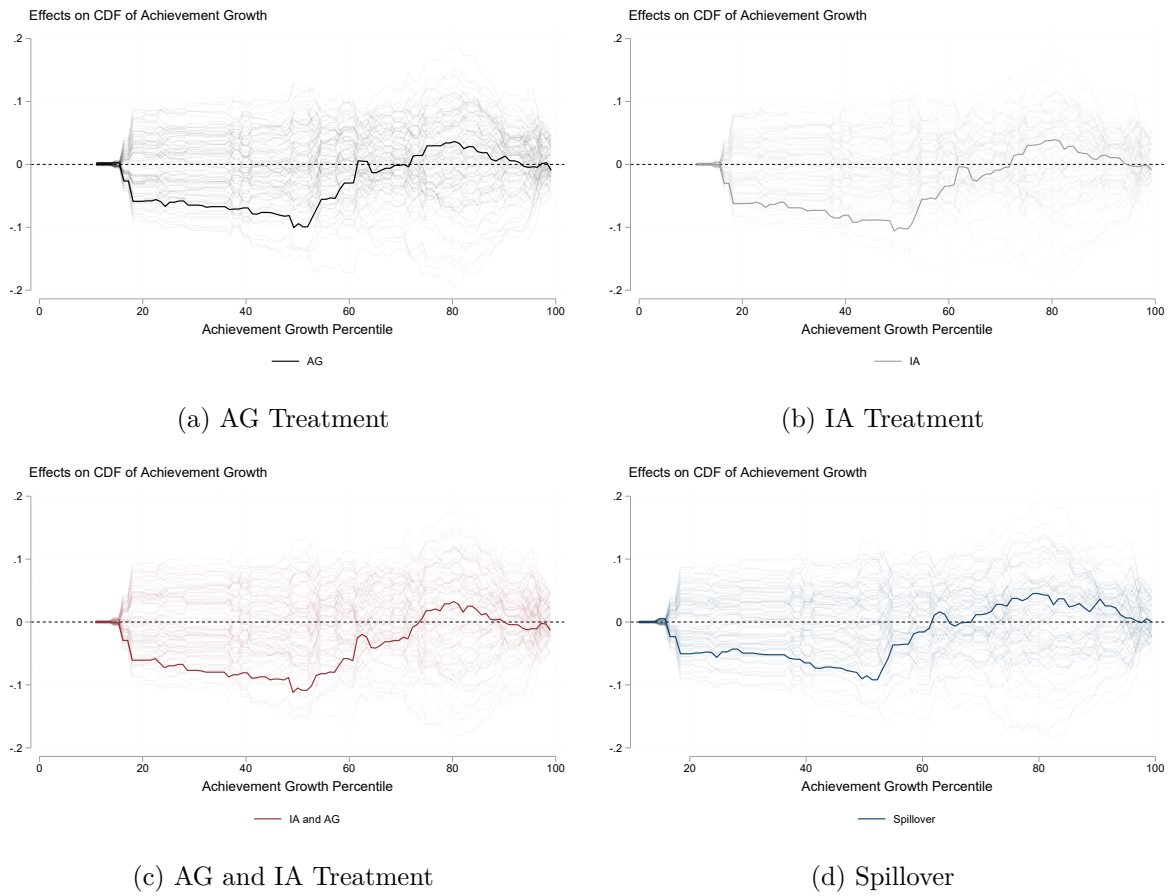 Effects on CDF of Achievement Growth
.2
.1
0
-.1
-.2
0 20 40 60 80 100
Achievement Growth Percentile
AG
(a) AG Treatment
Effects on CDF of Achievement Growth
.2
.1
0
-.1
-.2
0 20 40 60 80 100
Achievement Growth Percentile
IA
(b) IA Treatment
Effects on CDF of Achievement Growth
.2
.1
0
-.1
-.2
0 20 40 60 80 100
Achievement Growth Percentile
IA and AG
(c) AG and IA Treatment
Effects on CDF of Achievement Growth
.2
.1
0
-.1
-.2
20 40 60 80 100
Achievement Growth Percentile
Spillover
(d) Spillover